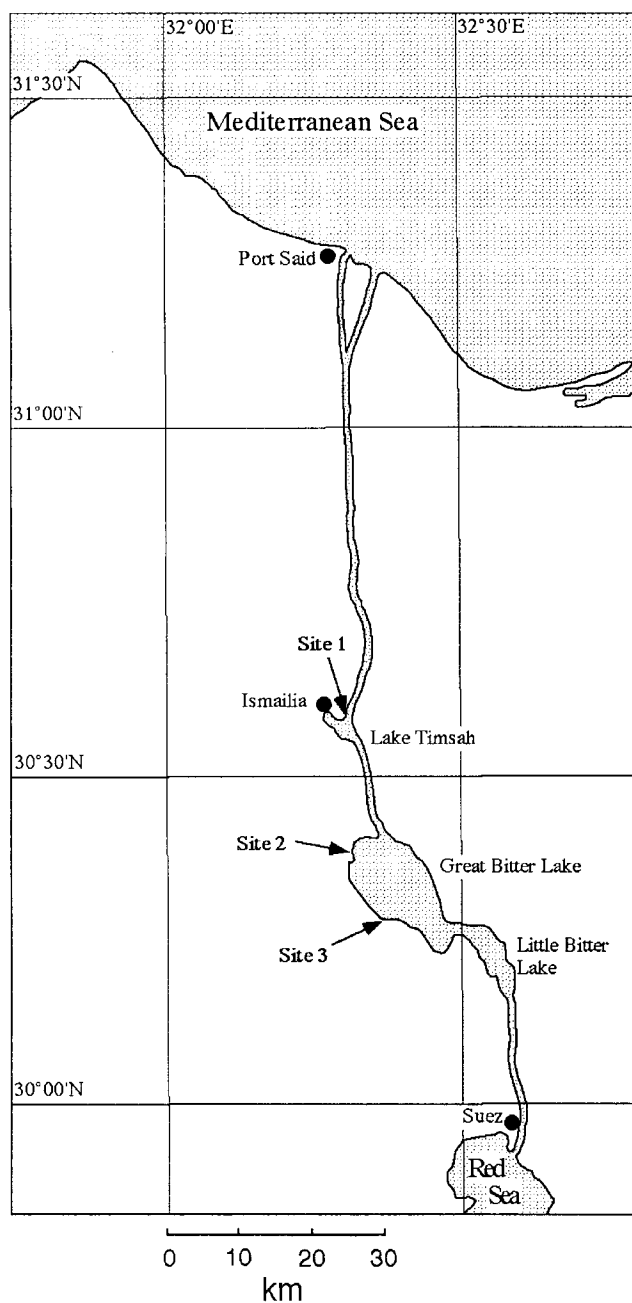 32°00'E
32°30'E
31°30'N
Mediterranean Sea
Port Said
31°00'N
Site 1
Ismailia
Lake Timsah
30°30'N
Site 2
Great Bitter Lake
Site 3
Little Bitter
Lake
30°00'N
Suez
Red
Sea
0 10 20 30
km